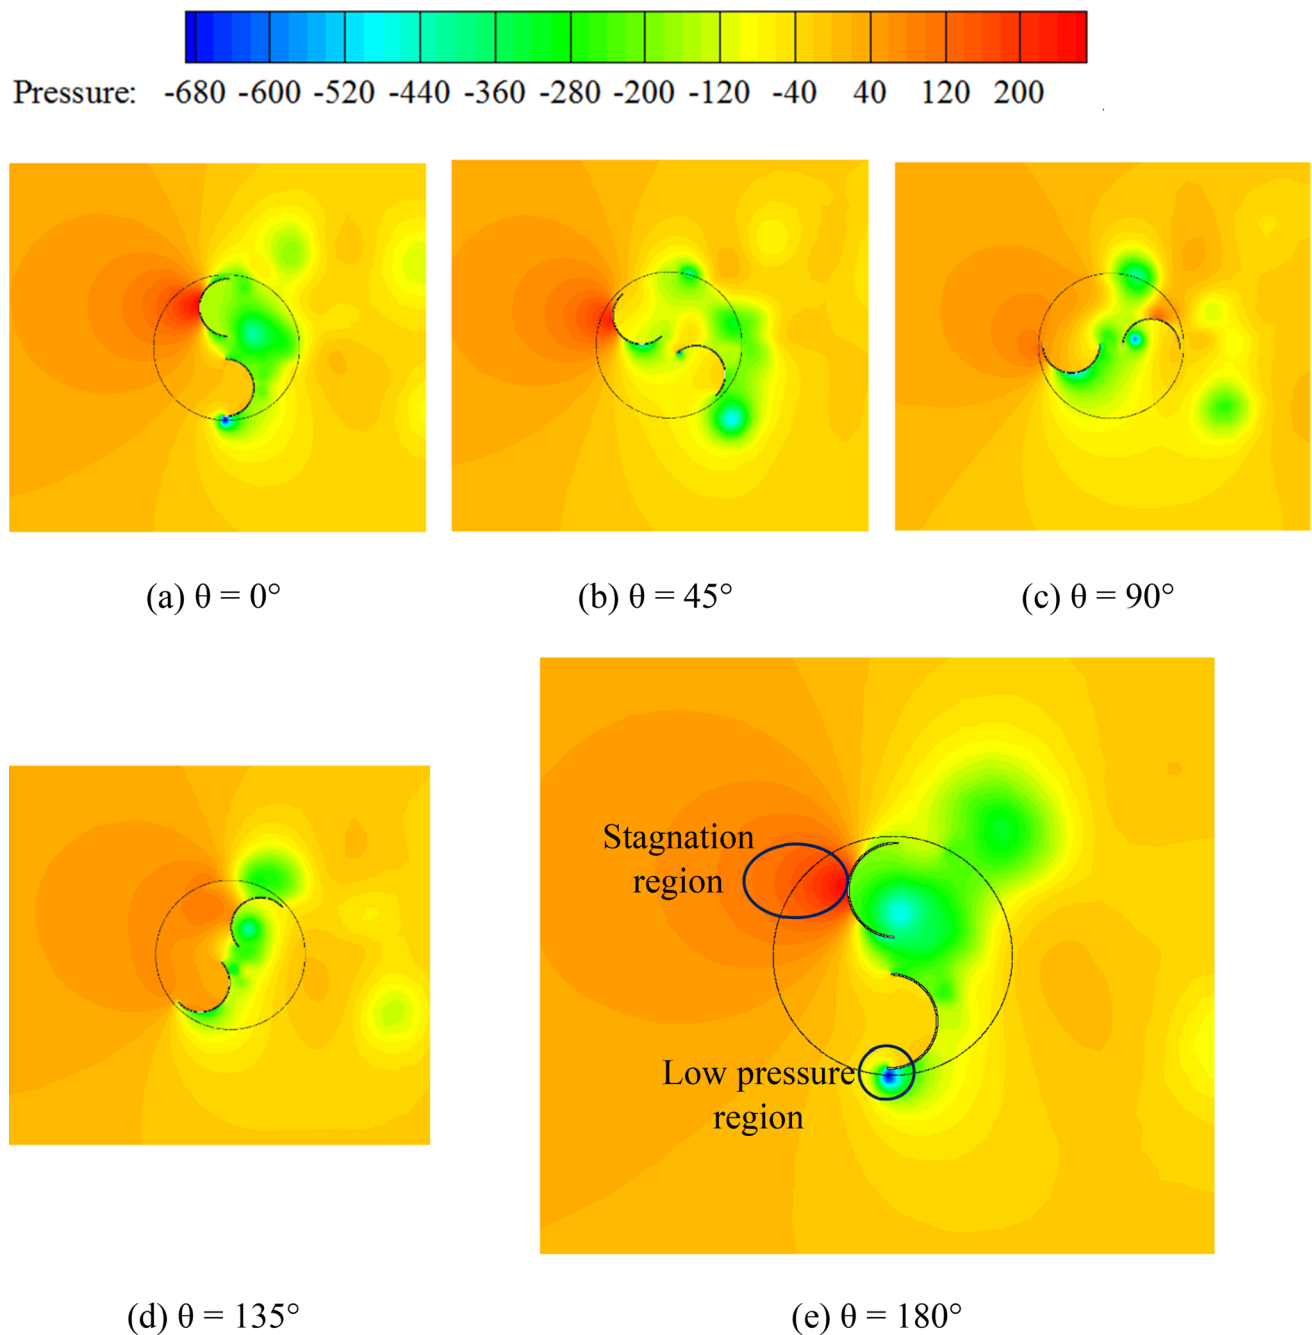 Pressure: -680 -600 -520 -440 -360 -280 -200 -120 -40 40 120 200
(a) θ = 0°
(b) θ = 45°
(c) θ = 90°
Stagnation
region
Low pressure
region
(d) θ = 135°
(e) θ = 180°